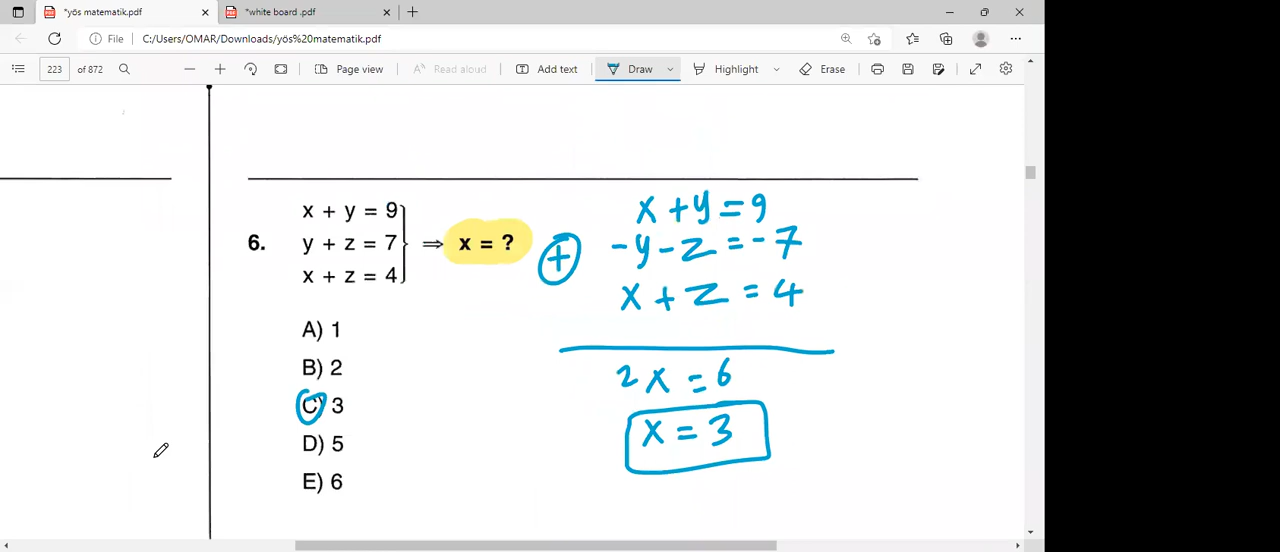 *yös matematik.pdf
*white board .pdf
File C:/Users/OMAR/Downloads/yös%20matematik.pdf
223 of 872 Page view Read aloud Add text Draw Highlight Erase
6.
x + y = 9
y + z = 7
x + z = 4
⇒ x = ?
A) 1
B) 2
C) 3
D) 5
E) 6
x + y = 9
+ -y - z = -7
x + z = 4
2x = 6
x = 3